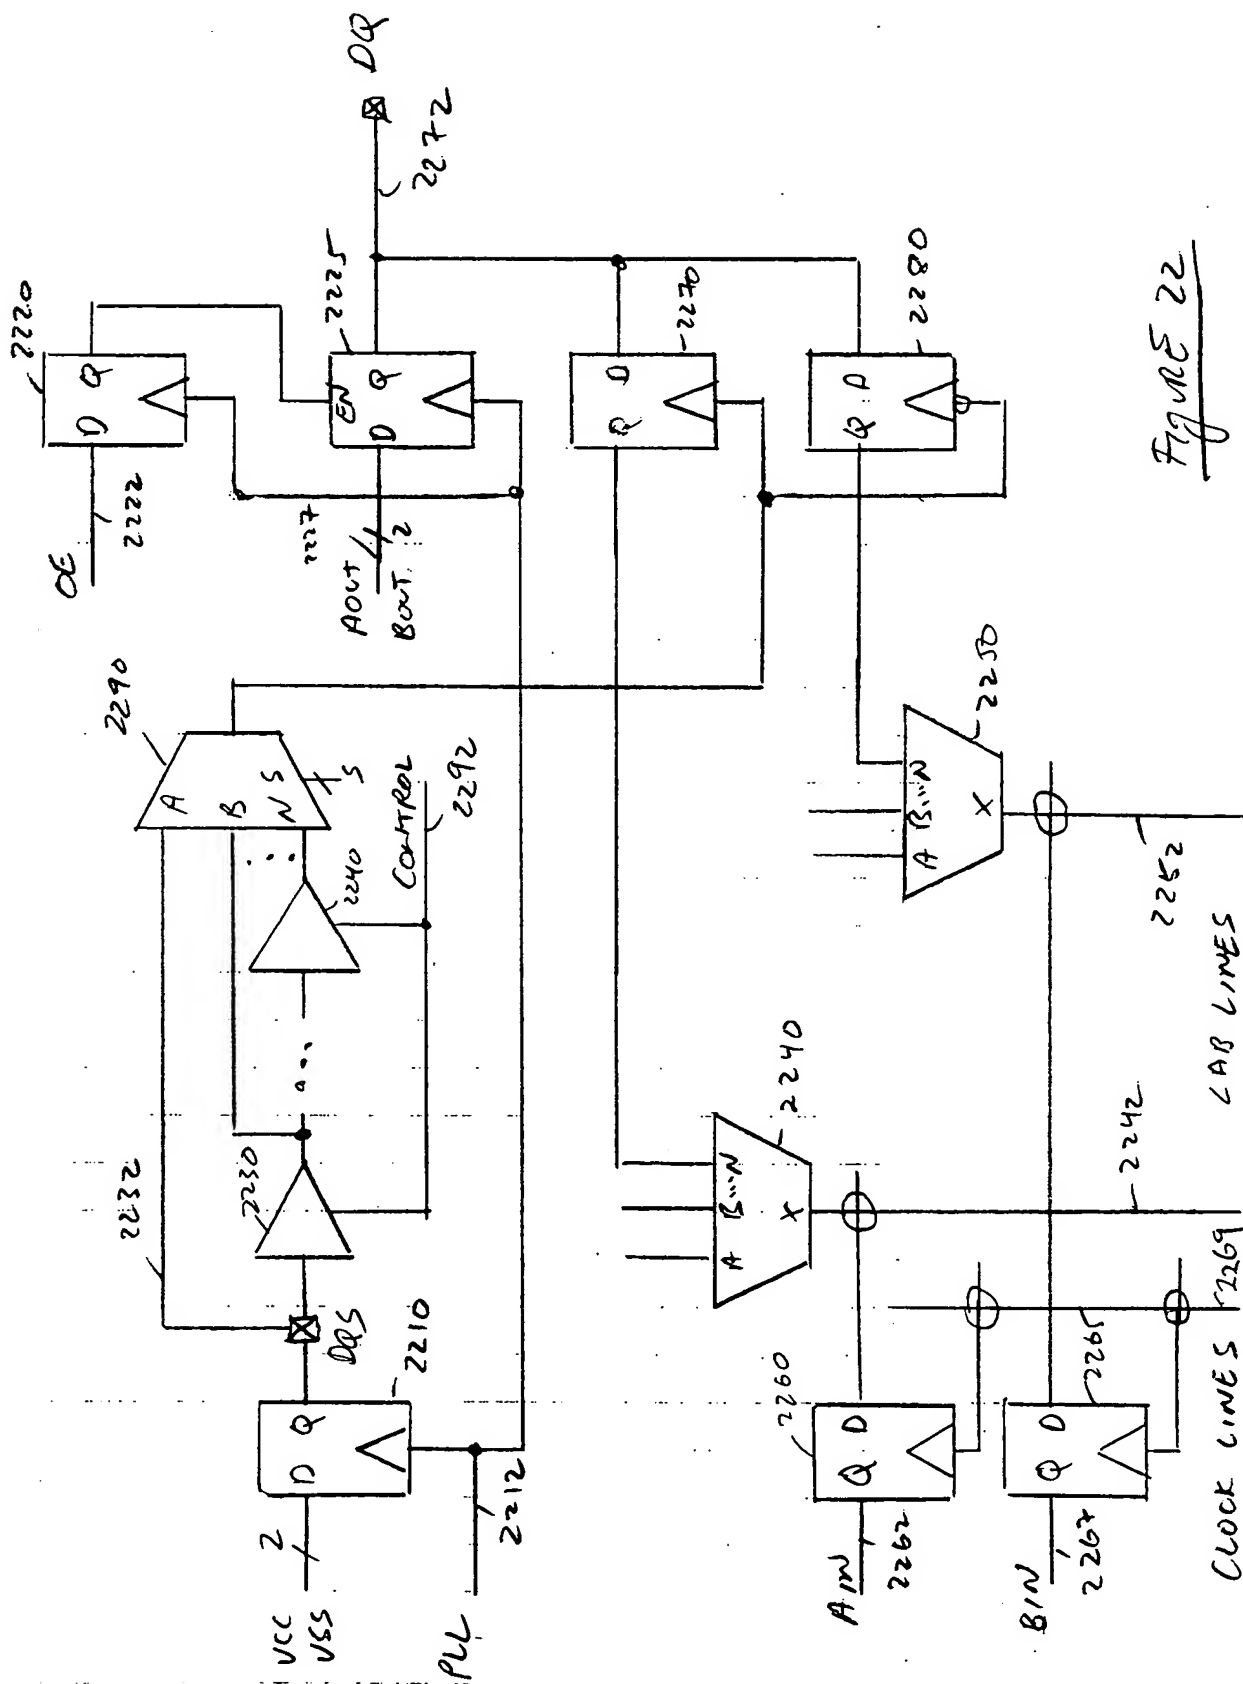 2220
D Q
OE
2222
2225
EN
D Q
2227
AOUT
BOUT
2
DQ
2272
2290
A
B
N S
S
2232
2230
2240
CONTROL
2292
DQS
D Q
2210
2
VCC
VSS
PLL
2212
Q D
2270
Q D
2280
2240
A B...N
X
2250
A B...N
X
2242
2252
LAB LINES
2260
Q D
AIN
2262
2265
Q D
BIN
2267
2269
CLOCK LINES
FIGURE 22